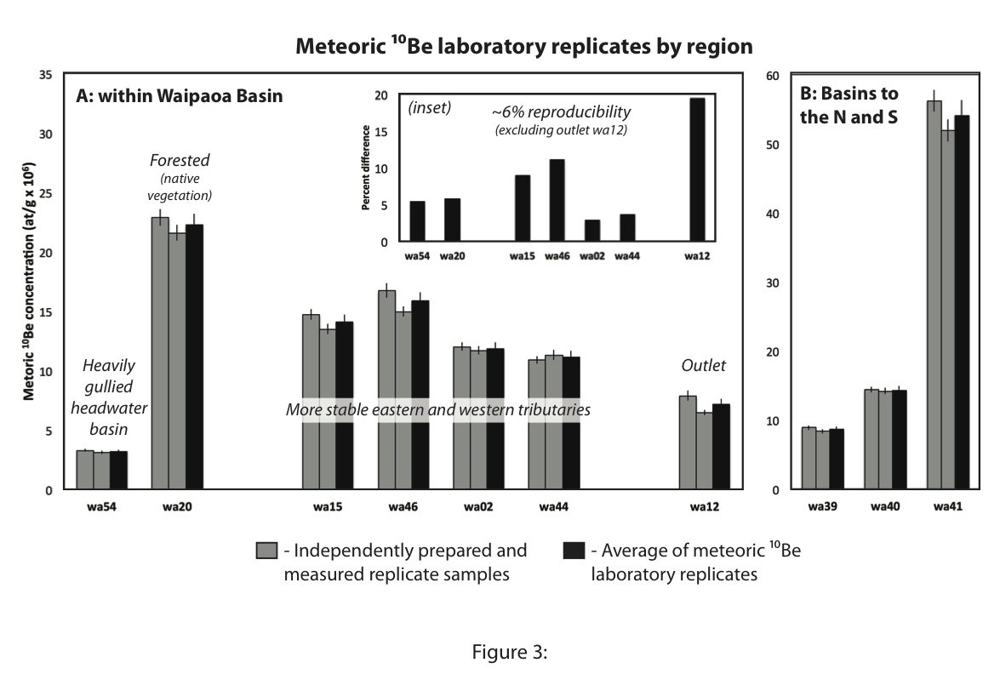 Meteoric ¹⁰Be laboratory replicates by region
Metoric ¹⁰Be concentration (at/g x 10⁶)
35
30
25
20
15
10
5
0
A: within Waipaoa Basin
Forested
(native
vegetation)
Heavily
gullied
headwater
basin
More stable eastern and western tributaries
Outlet
wa54 wa20 wa15 wa46 wa02 wa44 wa12
(inset)
~6% reproducibility
(excluding outlet wa12)
Percent difference
20
15
10
5
0
wa54 wa20 wa15 wa46 wa02 wa44 wa12
60
50
40
30
20
10
0
B: Basins to
the N and S
wa39 wa40 wa41
- Independently prepared and
measured replicate samples
- Average of meteoric ¹⁰Be
laboratory replicates
Figure 3: